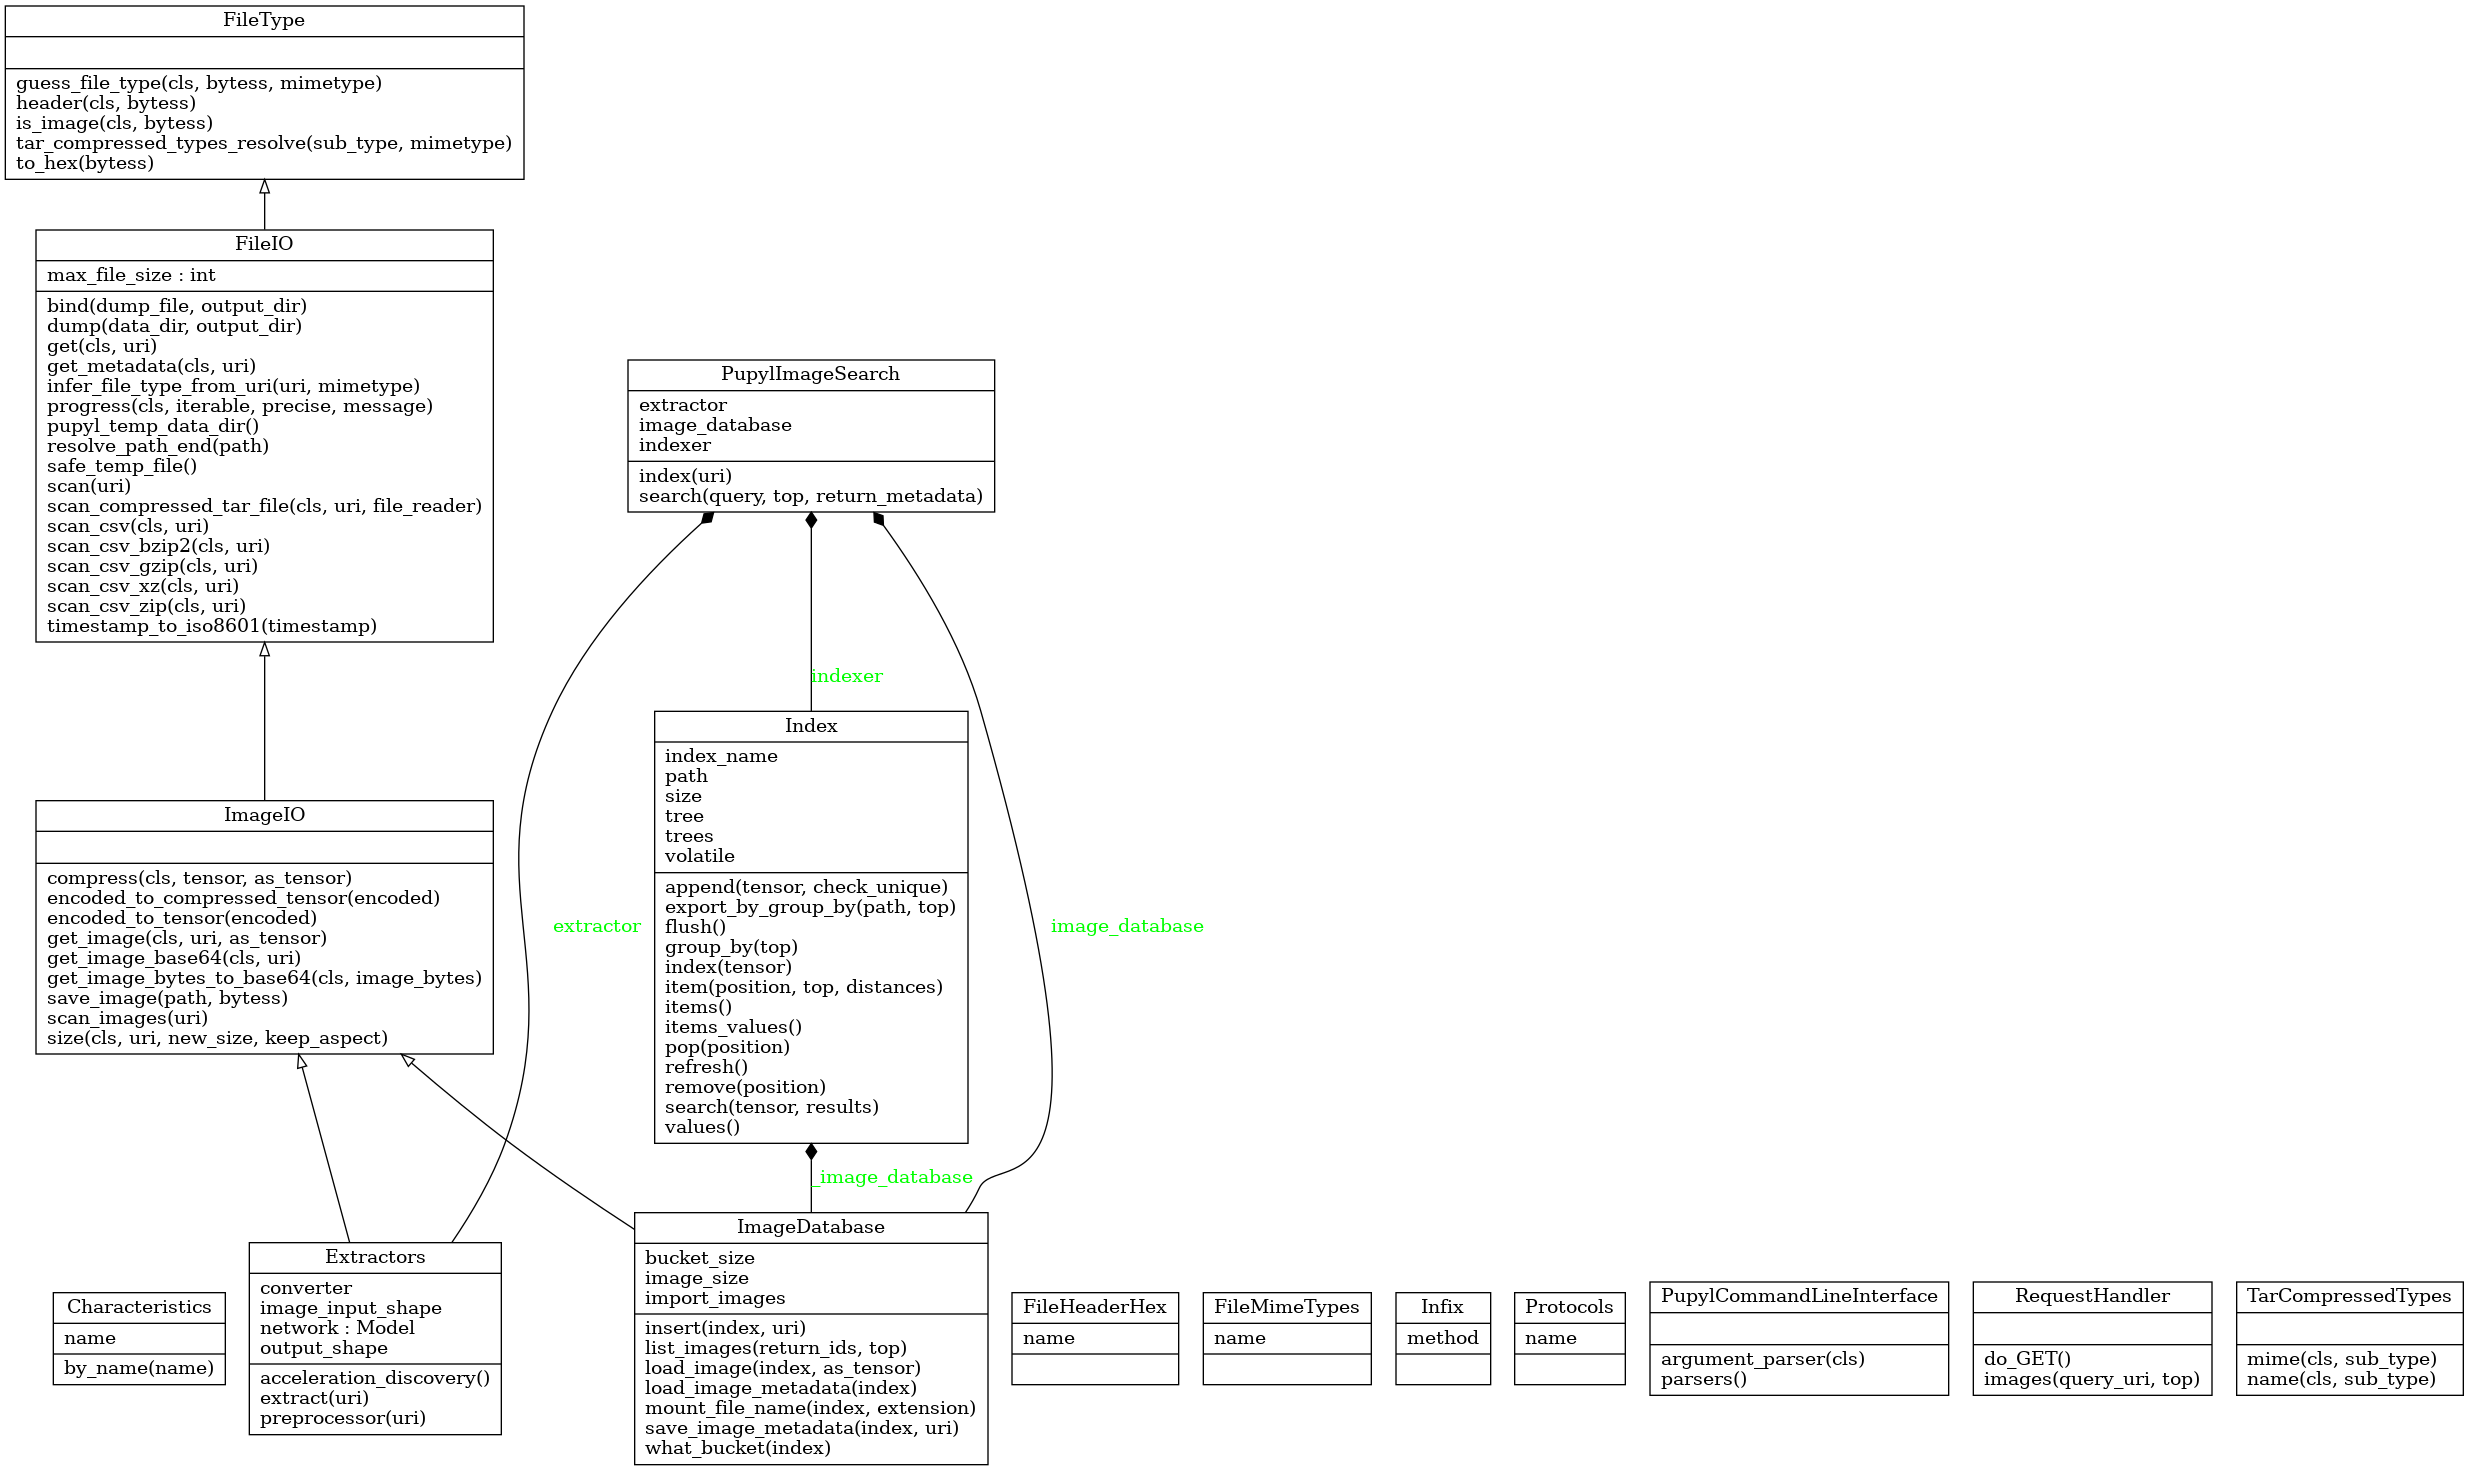 FileType
guess_file_type(cls, bytess, mimetype)
header(cls, bytess)
is_image(cls, bytess)
tar_compressed_types_resolve(sub_type, mimetype)
to_hex(bytess)
FileIO
max_file_size : int
bind(dump_file, output_dir)
dump(data_dir, output_dir)
get(cls, uri)
get_metadata(cls, uri)
infer_file_type_from_uri(uri, mimetype)
progress(cls, iterable, precise, message)
pupyl_temp_data_dir()
resolve_path_end(path)
safe_temp_file()
scan(uri)
scan_compressed_tar_file(cls, uri, file_reader)
scan_csv(cls, uri)
scan_csv_bzip2(cls, uri)
scan_csv_gzip(cls, uri)
scan_csv_xz(cls, uri)
scan_csv_zip(cls, uri)
timestamp_to_iso8601(timestamp)
PupylImageSearch
extractor
image_database
indexer
index(uri)
search(query, top, return_metadata)
indexer
Index
index_name
path
size
tree
trees
volatile
append(tensor, check_unique)
export_by_group_by(path, top)
flush()
group_by(top)
index(tensor)
item(position, top, distances)
items()
items_values()
pop(position)
refresh()
remove(position)
search(tensor, results)
values()
ImageIO
compress(cls, tensor, as_tensor)
encoded_to_compressed_tensor(encoded)
encoded_to_tensor(encoded)
get_image(cls, uri, as_tensor)
get_image_base64(cls, uri)
get_image_bytes_to_base64(cls, image_bytes)
save_image(path, bytess)
scan_images(uri)
size(cls, uri, new_size, keep_aspect)
extractor
image_database
_image_database
Characteristics
name
by_name(name)
Extractors
converter
image_input_shape
network : Model
output_shape
acceleration_discovery()
extract(uri)
preprocessor(uri)
ImageDatabase
bucket_size
image_size
import_images
insert(index, uri)
list_images(return_ids, top)
load_image(index, as_tensor)
load_image_metadata(index)
mount_file_name(index, extension)
save_image_metadata(index, uri)
what_bucket(index)
FileHeaderHex
name
FileMimeTypes
name
Infix
method
Protocols
name
PupylCommandLineInterface
argument_parser(cls)
parsers()
RequestHandler
do_GET()
images(query_uri, top)
TarCompressedTypes
mime(cls, sub_type)
name(cls, sub_type)